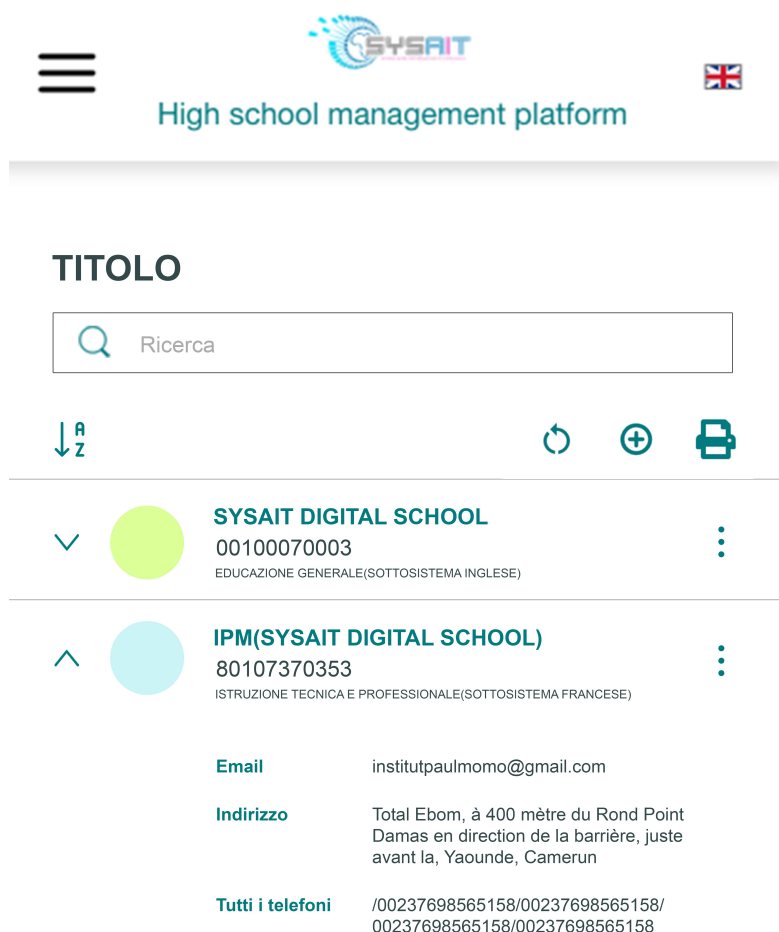 SYSAIT
High school management platform
TITOLO
Ricerca
A
Z
SYSAIT DIGITAL SCHOOL
00100070003
EDUCAZIONE GENERALE(SOTTOSISTEMA INGLESE)
IPM(SYSAIT DIGITAL SCHOOL)
80107370353
ISTRUZIONE TECNICA E PROFESSIONALE(SOTTOSISTEMA FRANCESE)
Email institutpaulmomo@gmail.com
Indirizzo Total Ebom, à 400 mètre du Rond Point
Damas en direction de la barrière, juste
avant la, Yaounde, Camerun
Tutti i telefoni /00237698565158/00237698565158/
00237698565158/00237698565158